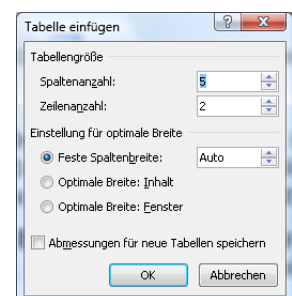 Tabelle einfügen
Tabellengröße
Spaltenanzahl: 5
Zeilenanzahl: 2
Einstellung für optimale Breite
Feste Spaltenbreite: Auto
Optimale Breite: Inhalt
Optimale Breite: Fenster
Abmessungen für neue Tabellen speichern
OK Abbrechen